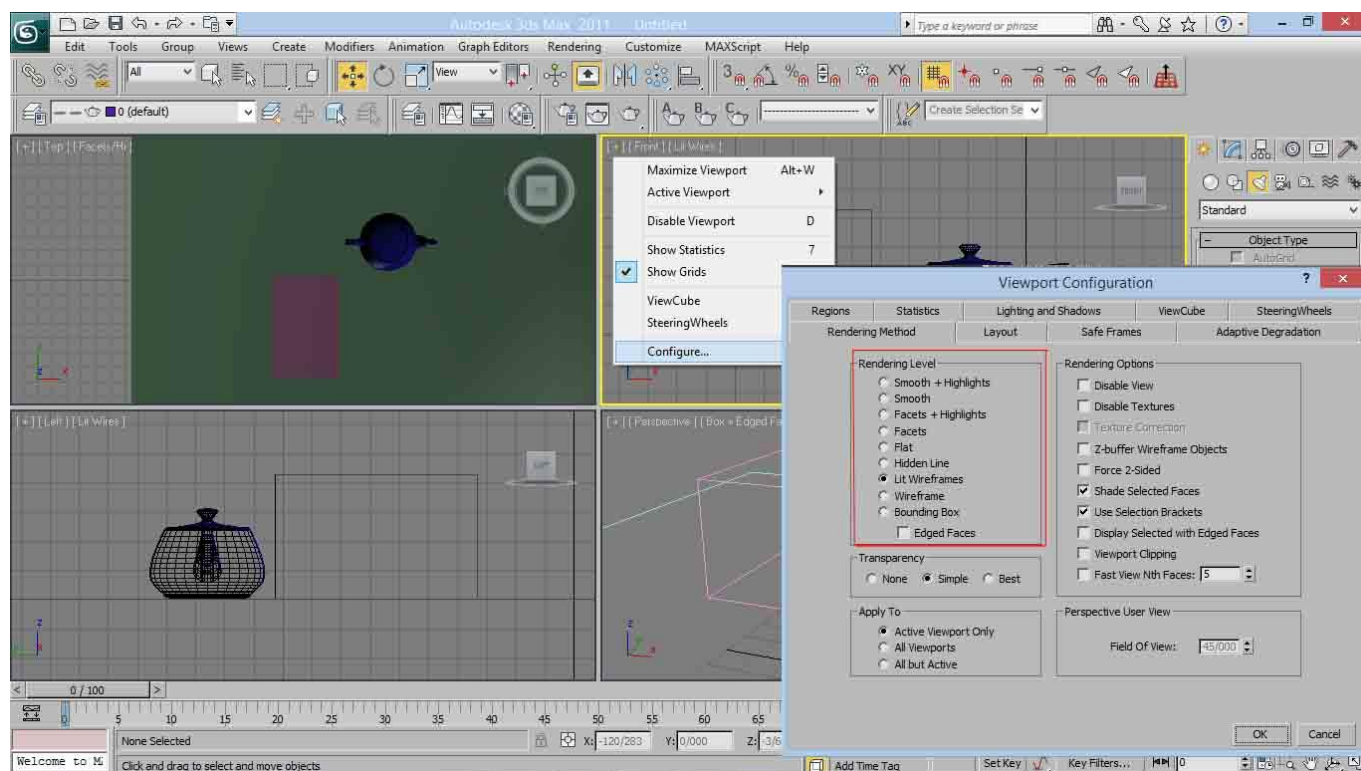 Autodesk 3ds Max 2011 Untitled
Type a keyword or phrase
Edit Tools Group Views Create Modifiers Animation Graph Editors Rendering Customize MAXScript Help
All
View
0 (default)
Create Selection Se
[ + ] [ Top ] [ Facets
[ + ] [ Front ] [ Lit Wires ]
Maximize Viewport Alt+W
Active Viewport
Disable Viewport D
Show Statistics 7
Show Grids
ViewCube
SteeringWheels
Configure...
FRONT
Standard
Object Type
AutoGrid
[ + ] [ Left ] [ Lit Wires ]
[ + ] [ Perspective ] [ Box + Edged Fa
Viewport Configuration
Regions Statistics Lighting and Shadows ViewCube SteeringWheels
Rendering Method Layout Safe Frames Adaptive Degradation
Rendering Level
Smooth + Highlights
Smooth
Facets + Highlights
Facets
Flat
Hidden Line
Lit Wireframes
Wireframe
Bounding Box
Edged Faces
Transparency
None Simple Best
Apply To
Active Viewport Only
All Viewports
All but Active
Rendering Options
Disable View
Disable Textures
Texture Correction
Z-buffer Wireframe Objects
Force 2-Sided
Shade Selected Faces
Use Selection Brackets
Display Selected with Edged Faces
Viewport Clipping
Fast View Nth Faces: 5
Perspective User View
Field Of View: 45/000
OK Cancel
0 / 100
0 5 10 15 20 25 30 35 40 45 50 55 60 65
None Selected
X: -120/283 Y: 0/000 Z: -3/6
Welcome to M
Click and drag to select and move objects
Add Time Tag
Set Key Key Filters... 0